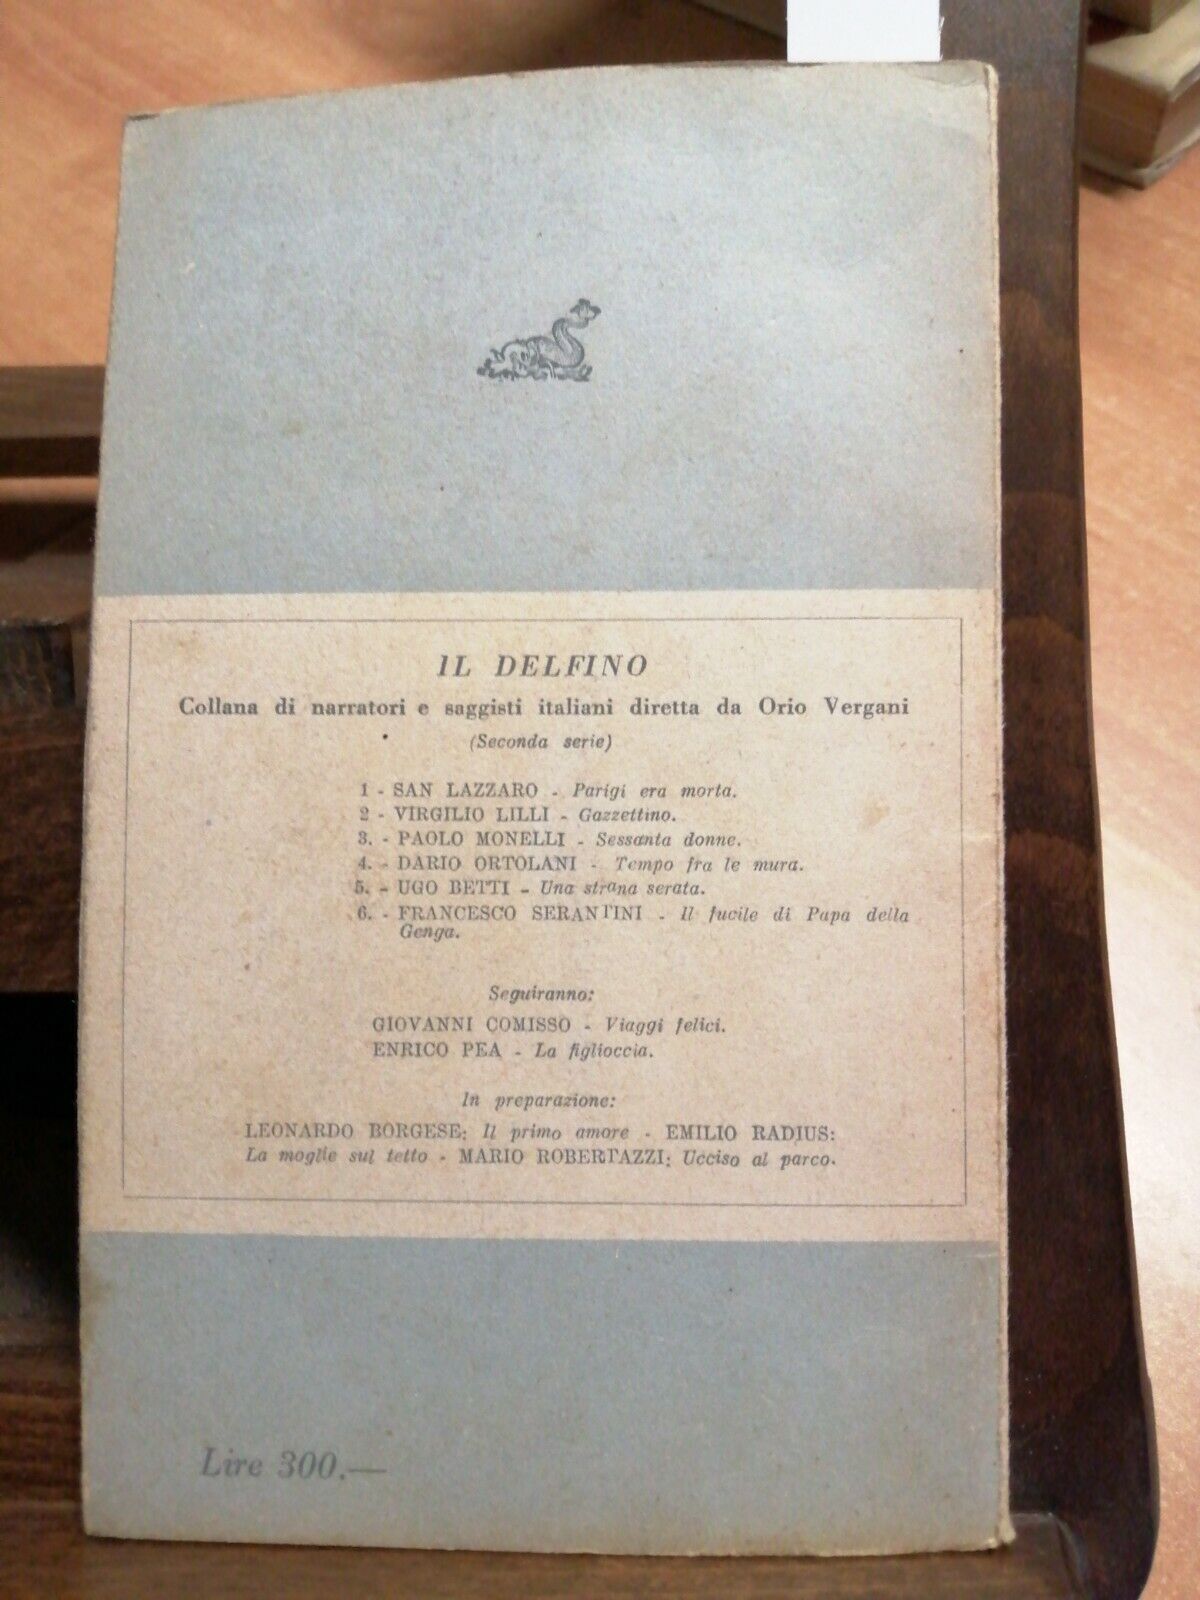 IL DELFINO
Collana di narratori e saggisti italiani diretta da Orio Vergani
(Seconda serie)
1 - SAN LAZZARO - Parigi era morta.
2 - VIRGILIO LILLI - Gazzettino.
3. - PAOLO MONELLI - Sessanta donne.
4. - DARIO ORTOLANI - Tempo fra le mura.
5. - UGO BETTI - Una strana serata.
6. - FRANCESCO SERANTINI - Il fucile di Papa della
Genga.
Seguiranno:
GIOVANNI COMISSO - Viaggi felici.
ENRICO PEA - La figlioccia.
In preparazione:
LEONARDO BORGESE: Il primo amore - EMILIO RADIUS:
La moglie sul tetto - MARIO ROBERTAZZI: Ucciso al parco.
Lire 300.—